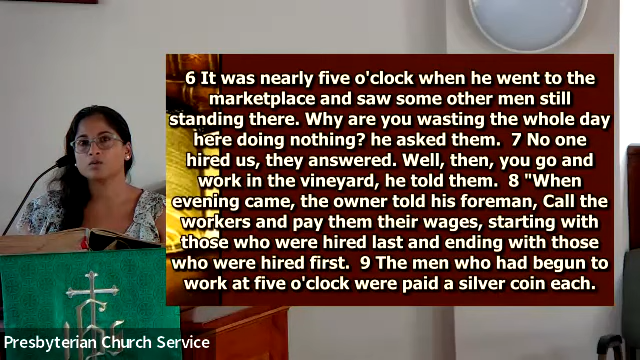 6 It was nearly five o'clock when he went to the
marketplace and saw some other men still
standing there. Why are you wasting the whole day
here doing nothing? he asked them.  7 No one
hired us, they answered. Well, then, you go and
work in the vineyard, he told them.  8 "When
evening came, the owner told his foreman, Call the
workers and pay them their wages, starting with
those who were hired last and ending with those
who were hired first.  9 The men who had begun to
work at five o'clock were paid a silver coin each.
IHS
Presbyterian Church Service